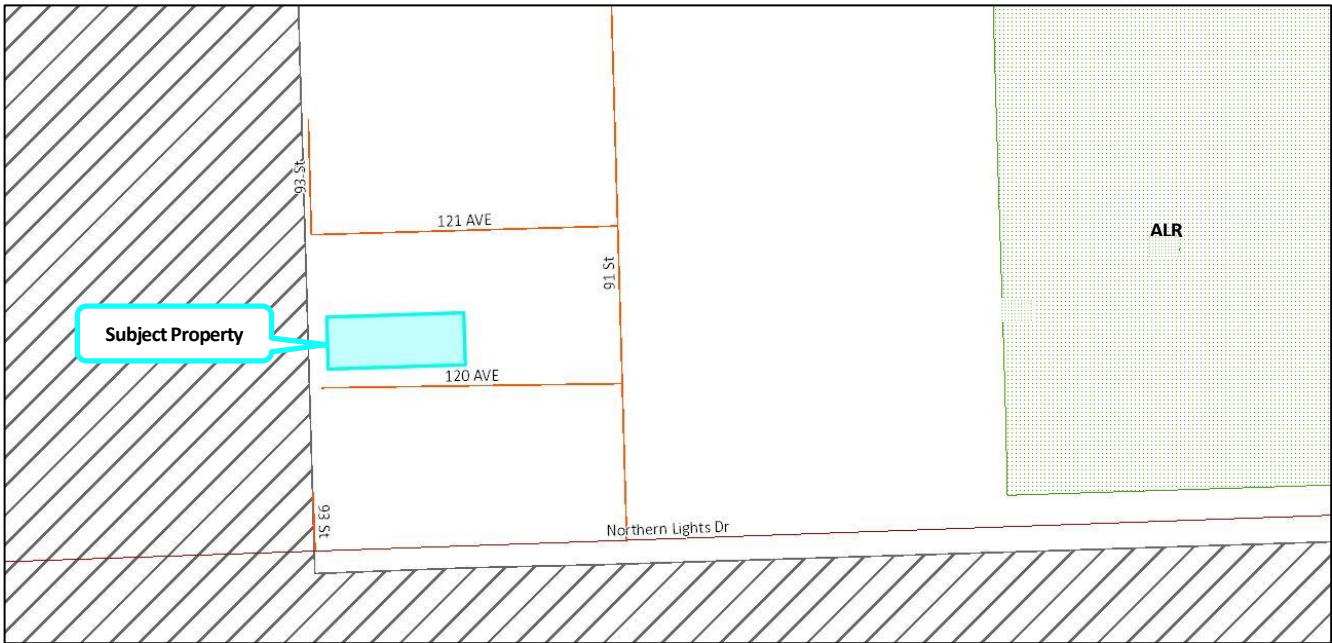 93 St
121 AVE
ALR
91 St
Subject Property
120 AVE
93 St
Northern Lights Dr